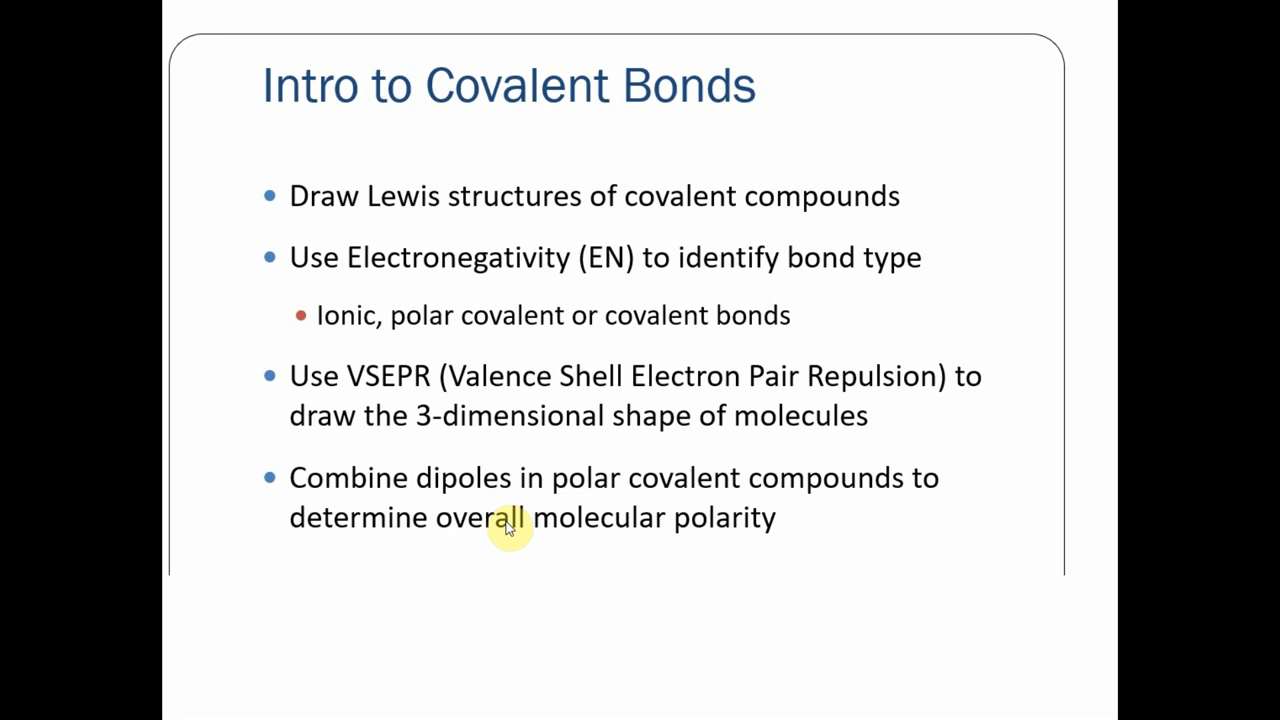 Intro to Covalent Bonds
• Draw Lewis structures of covalent compounds
• Use Electronegativity (EN) to identify bond type
• Ionic, polar covalent or covalent bonds
• Use VSEPR (Valence Shell Electron Pair Repulsion) to
draw the 3-dimensional shape of molecules
• Combine dipoles in polar covalent compounds to
determine overall molecular polarity